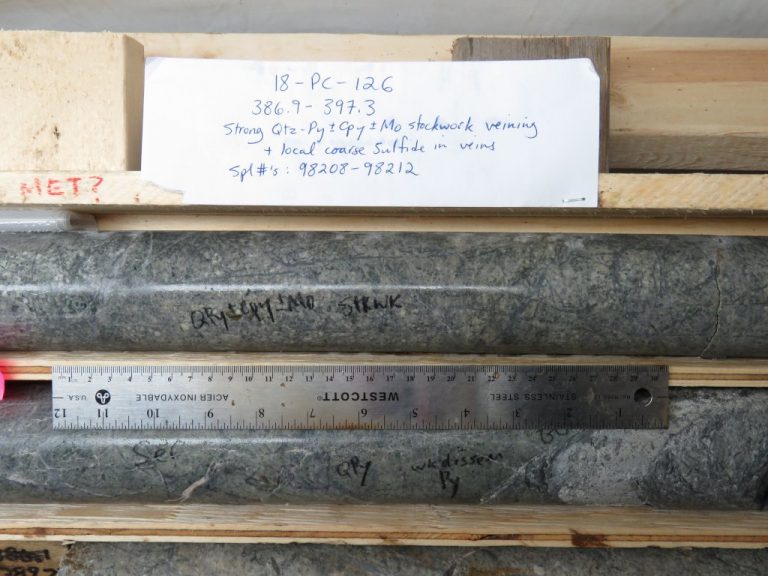 18-PC-126
386.9-397.3
Strong Qtz-Py±Cpy±Mo stockwork veining
+ local coarse Sulfide in veins
Spl #'s: 98208-98212
MET?
QPy±Cpy±Mo STKWK
1 2 3 4 5 6 7 8 9 10 11 12 13 14 15 16 17 18 19 20 21 22 23 24 25 26 27 28 29 30
U.S.A. ACIER INOXYDABLE WESTCOTT STAINLESS STEEL
12 11 10 9 8 7 6 5 4 3 2 1
Ser QPy wk dissem
Py